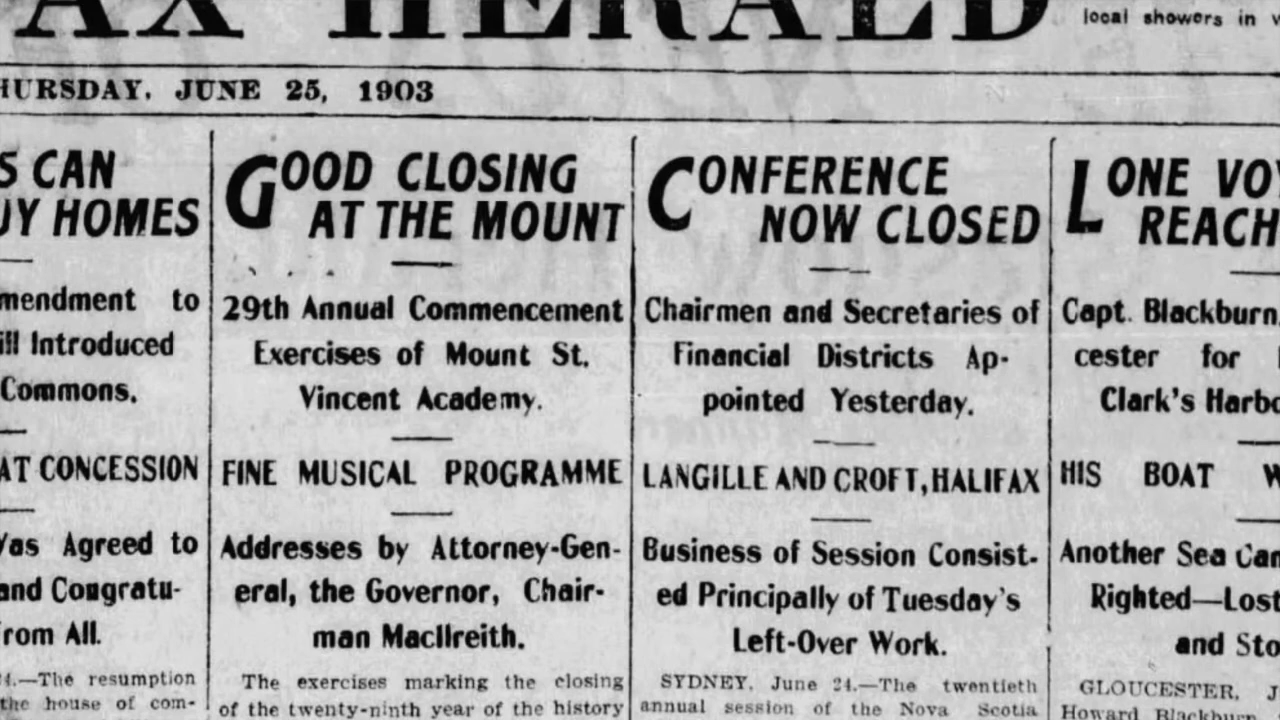 AX HERALD
local showers in
HURSDAY, JUNE 25, 1903
S CAN
UY HOMES
mendment to
ill Introduced
Commons.
AT CONCESSION
Was Agreed to
and Congratu-
rom All.
4.—The resumption
the house of com-
GOOD CLOSING
AT THE MOUNT
29th Annual Commencement
Exercises of Mount St.
Vincent Academy.
FINE MUSICAL PROGRAMME
Addresses by Attorney-Gen-
eral, the Governor, Chair-
man MacIlreith.
The exercises marking the closing
of the twenty-ninth year of the history
CONFERENCE
NOW CLOSED
Chairmen and Secretaries of
Financial Districts Ap-
pointed Yesterday.
LANGILLE AND CROFT, HALIFAX
Business of Session Consist-
ed Principally of Tuesday's
Left-Over Work.
SYDNEY, June 24.—The twentieth
annual session of the Nova Scotia
LONE VOY
REACH
Capt. Blackburn,
cester for
Clark's Harbo
HIS BOAT W
Another Sea Can
Righted—Lost
and Sto
GLOUCESTER, J
Howard Blackburn